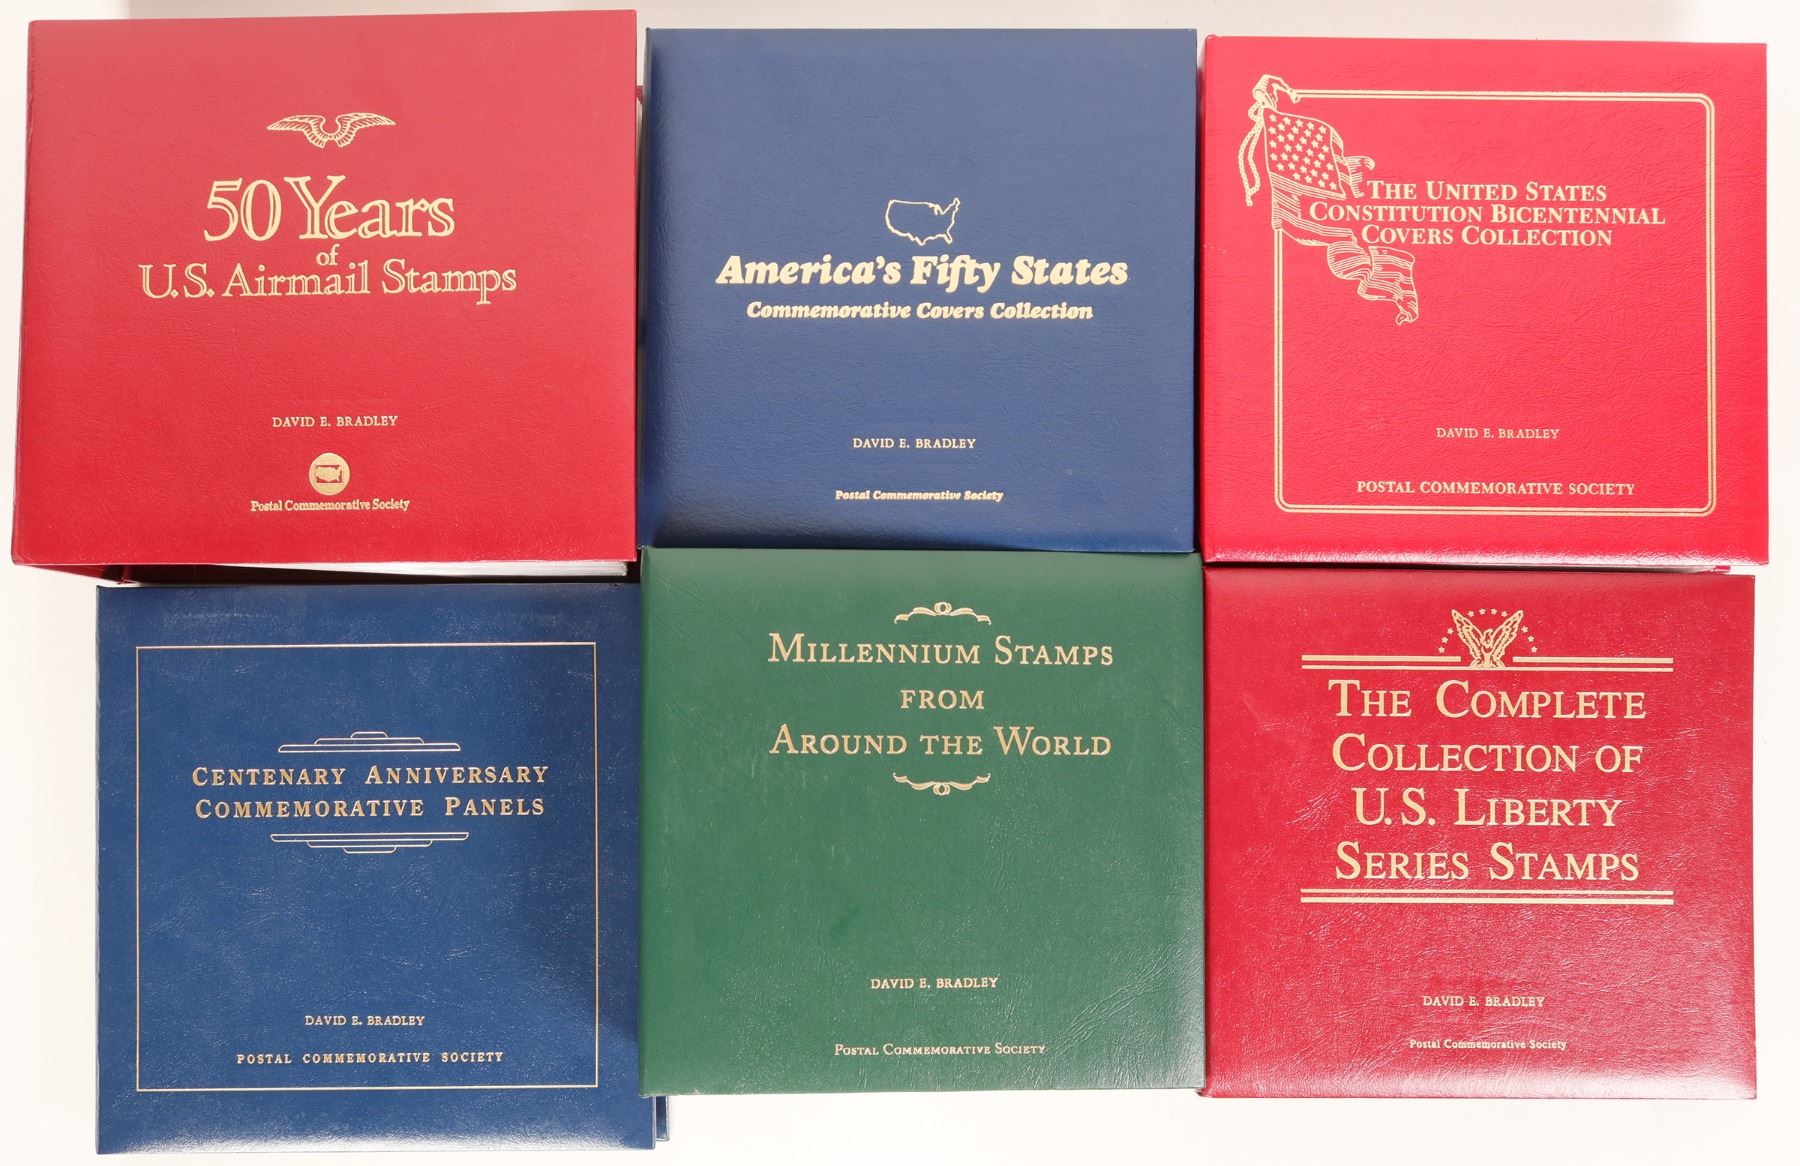 50 Years
of
U.S. Airmail Stamps
DAVID E. BRADLEY
Postal Commemorative Society
America's Fifty States
Commemorative Covers Collection
DAVID E. BRADLEY
Postal Commemorative Society
THE UNITED STATES
CONSTITUTION BICENTENNIAL
COVERS COLLECTION
DAVID E. BRADLEY
POSTAL COMMEMORATIVE SOCIETY
CENTENARY ANNIVERSARY
COMMEMORATIVE PANELS
DAVID E. BRADLEY
POSTAL COMMEMORATIVE SOCIETY
MILLENNIUM STAMPS
FROM
AROUND THE WORLD
DAVID E. BRADLEY
POSTAL COMMEMORATIVE SOCIETY
THE COMPLETE
COLLECTION OF
U.S. LIBERTY
SERIES STAMPS
DAVID E. BRADLEY
Postal Commemorative Society